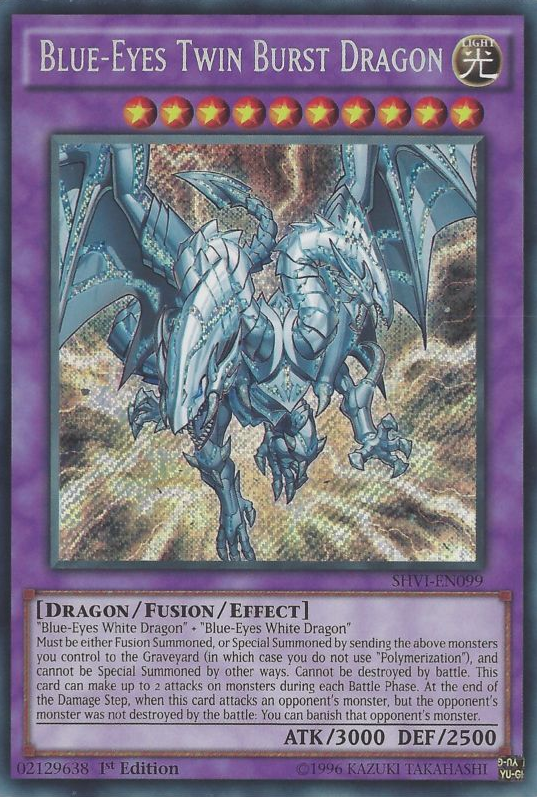 BLUE-EYES TWIN BURST DRAGON
LIGHT
光
SHVI-EN099
[DRAGON/FUSION/EFFECT]
"Blue-Eyes White Dragon" + "Blue-Eyes White Dragon"
Must be either Fusion Summoned, or Special Summoned by sending the above monsters
you control to the Graveyard (in which case you do not use "Polymerization"), and
cannot be Special Summoned by other ways. Cannot be destroyed by battle. This
card can make up to 2 attacks on monsters during each Battle Phase. At the end of
the Damage Step, when this card attacks an opponent's monster, but the opponent's
monster was not destroyed by the battle: You can banish that opponent's monster.
ATK/3000 DEF/2500
02129638 1st Edition ©1996 KAZUKI TAKAHASHI